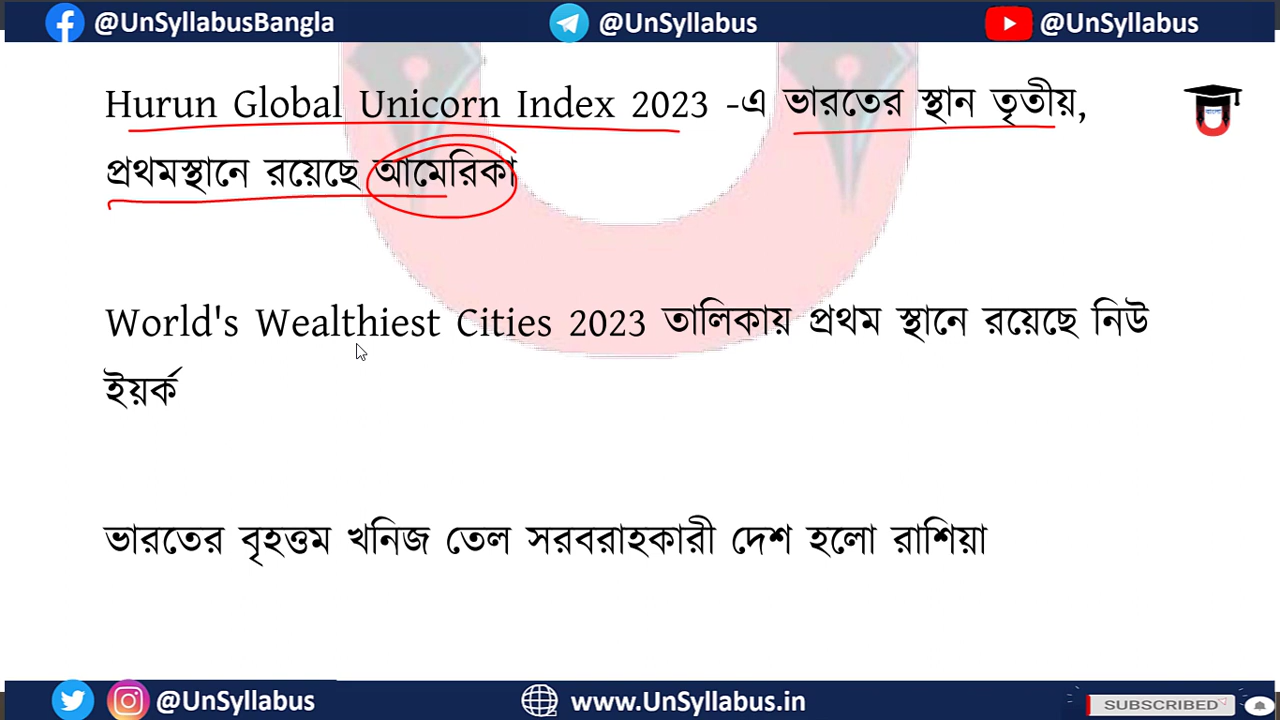 @UnSyllabusBangla @UnSyllabus @UnSyllabus
Hurun Global Unicorn Index 2023 -এ ভারতের স্থান তৃতীয়,
প্রথমস্থানে রয়েছে আমেরিকা
World's Wealthiest Cities 2023 তালিকায় প্রথম স্থানে রয়েছে নিউ
ইয়র্ক
ভারতের বৃহত্তম খনিজ তেল সরবরাহকারী দেশ হলো রাশিয়া
@UnSyllabus www.UnSyllabus.in SUBSCRIBED